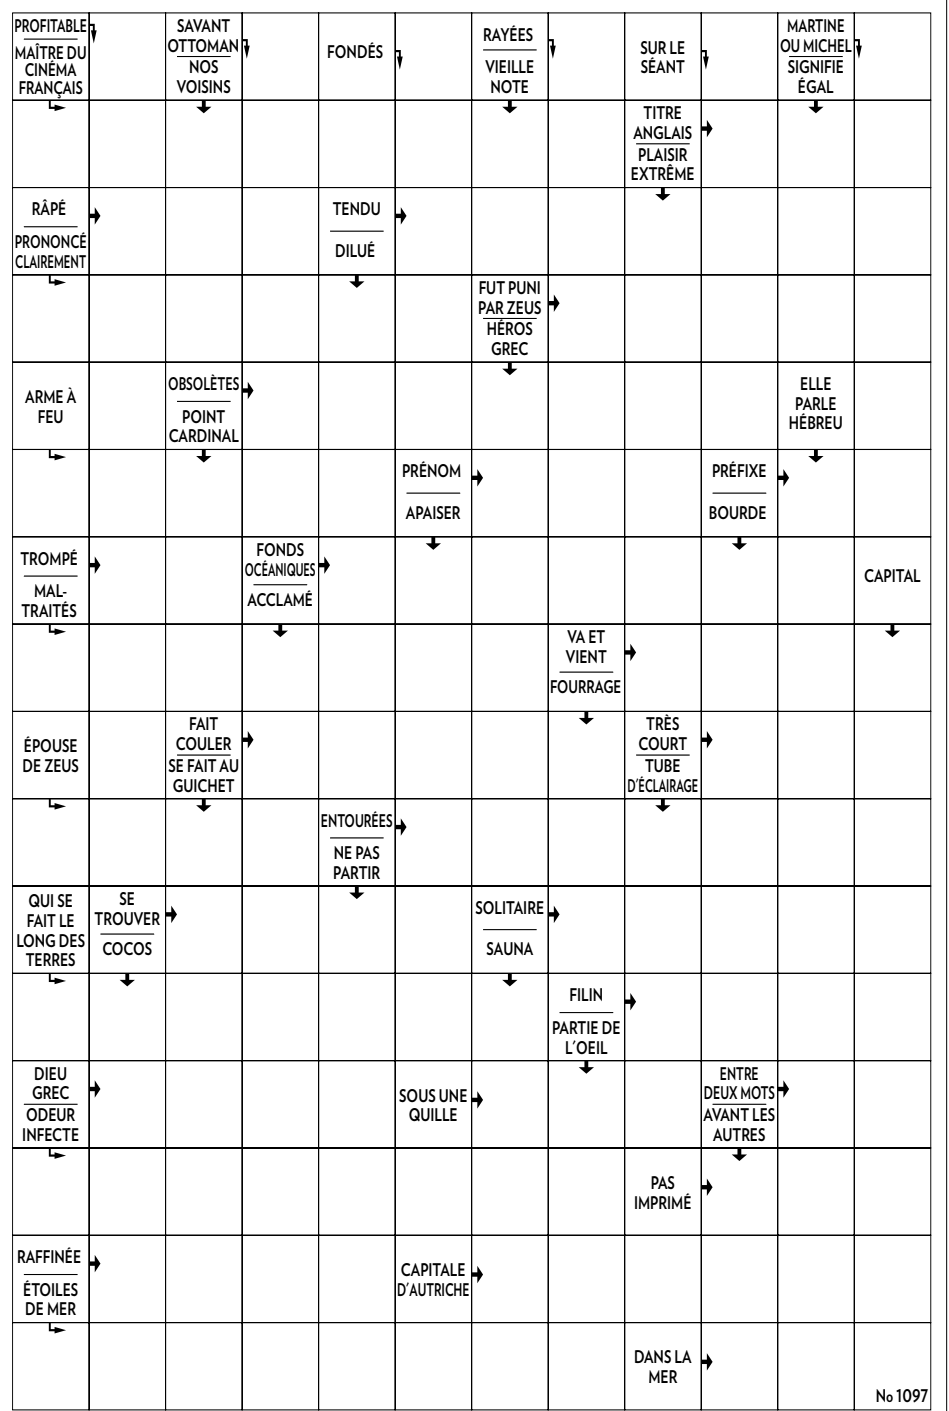 PROFITABLE
MAÎTRE DU
CINÉMA
FRANÇAIS
SAVANT
OTTOMAN
NOS
VOISINS
FONDÉS
RAYÉES
VIEILLE
NOTE
SUR LE
SÉANT
MARTINE
OU MICHEL
SIGNIFIE
ÉGAL
TITRE
ANGLAIS
PLAISIR
EXTRÊME
RÂPÉ
PRONONCÉ
CLAIREMENT
TENDU
DILUÉ
FUT PUNI
PAR ZEUS
HÉROS
GREC
ARME À
FEU
OBSOLÈTES
POINT
CARDINAL
ELLE
PARLE
HÉBREU
PRÉNOM
APAISER
PRÉFIXE
BOURDE
TROMPÉ
MAL-
TRAITÉS
FONDS
OCÉANIQUES
ACCLAMÉ
CAPITAL
VA ET
VIENT
FOURRAGE
ÉPOUSE
DE ZEUS
FAIT
COULER
SE FAIT AU
GUICHET
TRÈS
COURT
TUBE
D'ÉCLAIRAGE
ENTOURÉES
NE PAS
PARTIR
QUI SE
FAIT LE
LONG DES
TERRES
SE
TROUVER
COCOS
SOLITAIRE
SAUNA
FILIN
PARTIE DE
L'OEIL
DIEU
GREC
ODEUR
INFECTE
SOUS UNE
QUILLE
ENTRE
DEUX MOTS
AVANT LES
AUTRES
PAS
IMPRIMÉ
RAFFINÉE
ÉTOILES
DE MER
CAPITALE
D'AUTRICHE
DANS LA
MER
No 1097